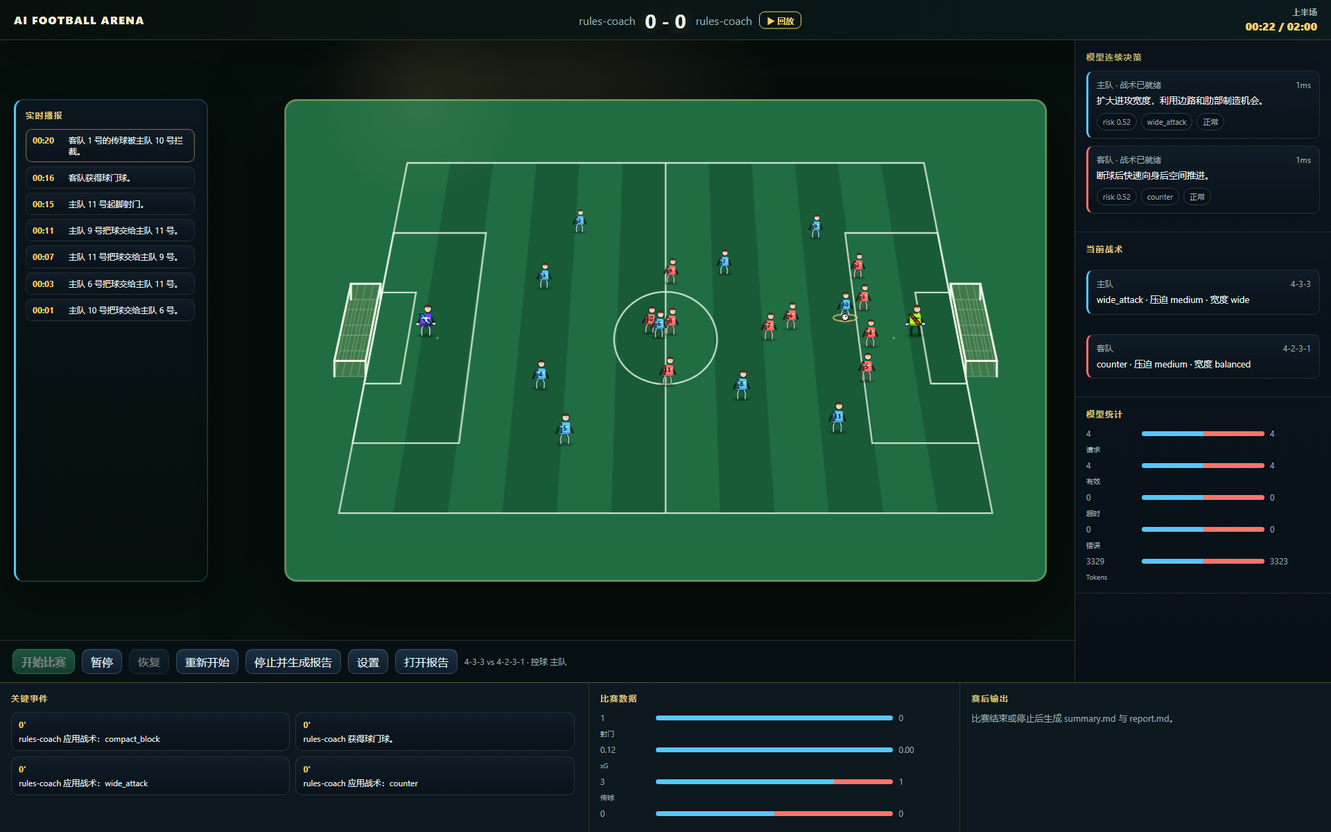 AI FOOTBALL ARENA
rules-coach 0 - 0 rules-coach ▶ 回放
上半场
00:22 / 02:00
实时播报
00:20 客队 1 号的传球被主队 10 号拦
截。
00:16 客队获得球门球。
00:15 主队 11 号起脚射门。
00:11 主队 9 号把球交给主队 11 号。
00:07 主队 11 号把球交给主队 9 号。
00:03 主队 6 号把球交给主队 11 号。
00:01 主队 10 号把球交给主队 6 号。
模型连续决策
主队 · 战术已就绪 1ms
扩大进攻宽度，利用边路和肋部制造机会。
risk 0.52 wide_attack 正常
客队 · 战术已就绪 1ms
断球后快速向身后空间推进。
risk 0.52 counter 正常
当前战术
主队 4-3-3
wide_attack · 压迫 medium · 宽度 wide
客队 4-2-3-1
counter · 压迫 medium · 宽度 balanced
模型统计
4 4
请求
4 4
有效
0 0
超时
0 0
错误
3329 3323
Tokens
开始比赛 暂停 恢复 重新开始 停止并生成报告 设置 打开报告 4-3-3 vs 4-2-3-1 · 控球 主队
关键事件
0'
rules-coach 应用战术：compact_block
0'
rules-coach 获得球门球。
0'
rules-coach 应用战术：wide_attack
0'
rules-coach 应用战术：counter
比赛数据
1 0
射门
0.12 0.00
xG
3 1
传球
0 0
赛后输出
比赛结束或停止后生成 summary.md 与 report.md。